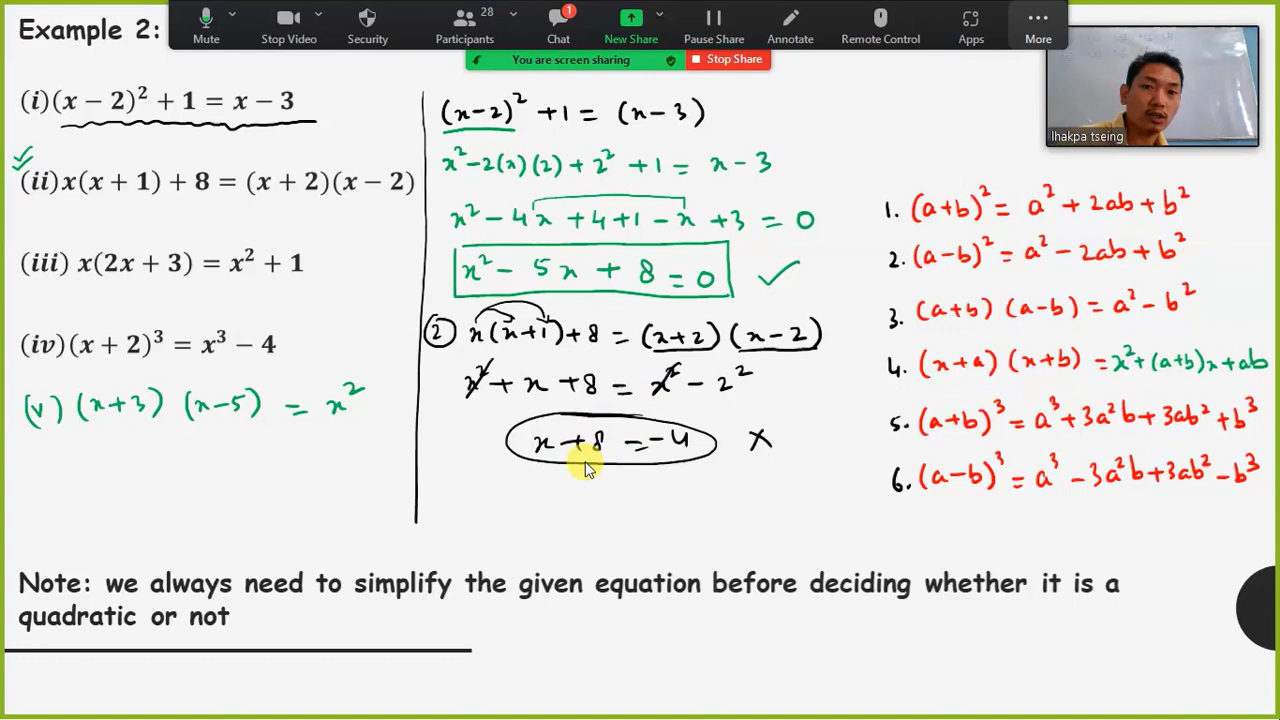 Example 2:
Mute
Stop Video
Security
28
Participants
1
Chat
New Share
Pause Share
Annotate
Remote Control
Apps
More
You are screen sharing
Stop Share
lhakpa tseing
(i)(x − 2)² + 1 = x − 3
(ii)x(x + 1) + 8 = (x + 2)(x − 2)
(iii) x(2x + 3) = x² + 1
(iv)(x + 2)³ = x³ − 4
(v) (x+3) (x−5) = x²
(x−2)² +1 = (x−3)
x²−2(x)(2) + 2² +1 = x − 3
x² − 4x + 4+1 − x +3 = 0
x² − 5x + 8 = 0 ✓
② x(x+1)+8 = (x+2)(x−2)
x² + x +8 = x² − 2²
x+8 = −4 ×
1. (a+b)² = a² + 2ab + b²
2. (a−b)² = a² − 2ab + b²
3. (a+b) (a−b) = a² − b²
4. (x+a) (x+b) = x²+(a+b)x+ab
5. (a+b)³ = a³ + 3a²b + 3ab² + b³
6. (a−b)³ = a³ − 3a²b + 3ab² − b³
Note: we always need to simplify the given equation before deciding whether it is a
quadratic or not